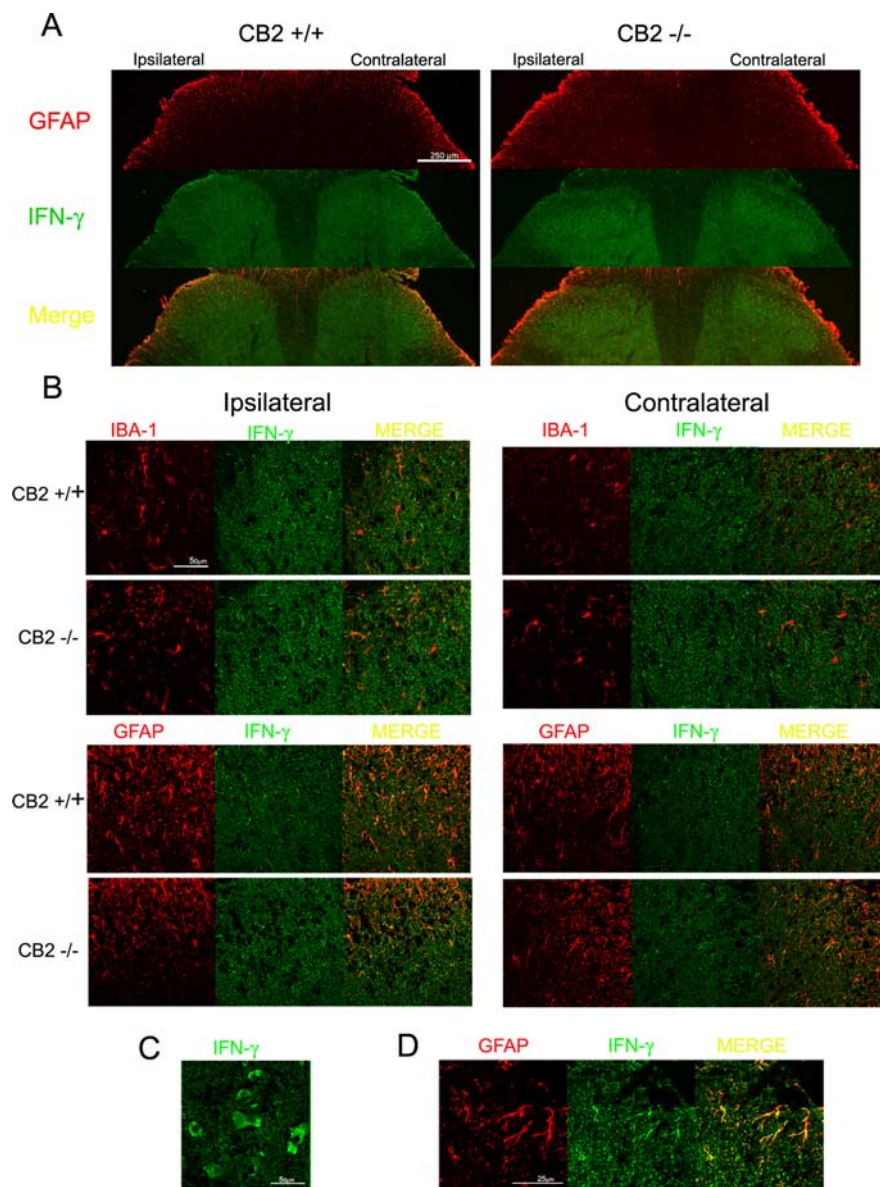 A
CB2 +/+ CB2 -/-
Ipsilateral Contralateral Ipsilateral Contralateral
GFAP
250 µm
IFN-γ
Merge
B
Ipsilateral Contralateral
IBA-1 IFN-γ MERGE IBA-1 IFN-γ MERGE
CB2 +/+
50µm
CB2 -/-
GFAP IFN-γ MERGE GFAP IFN-γ MERGE
CB2 +/+
CB2 -/-
C D
IFN-γ GFAP IFN-γ MERGE
50µm 25µm